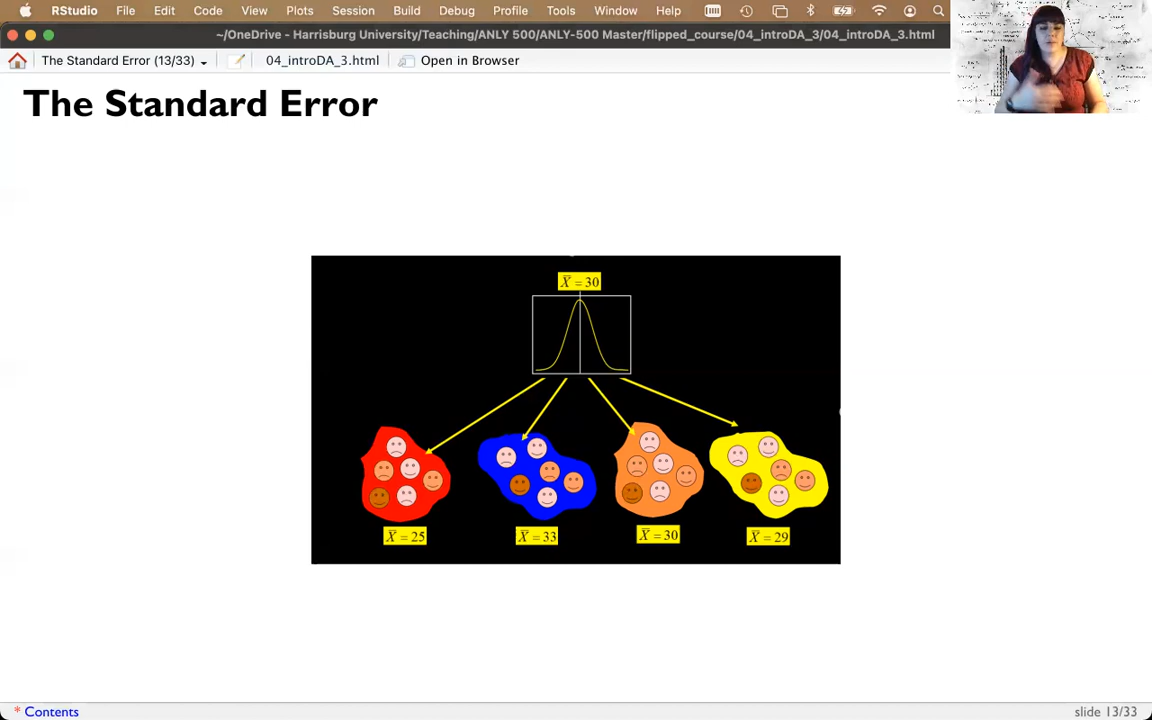 RStudio File Edit Code View Plots Session Build Debug Profile Tools Window Help
~/OneDrive - Harrisburg University/Teaching/ANLY 500/ANLY-500 Master/flipped_course/04_introDA_3/04_introDA_3.html
The Standard Error (13/33) 04_introDA_3.html Open in Browser
The Standard Error
X̅ = 30
X̅ = 25 X̅ = 33 X̅ = 30 X̅ = 29
* Contents slide 13/33